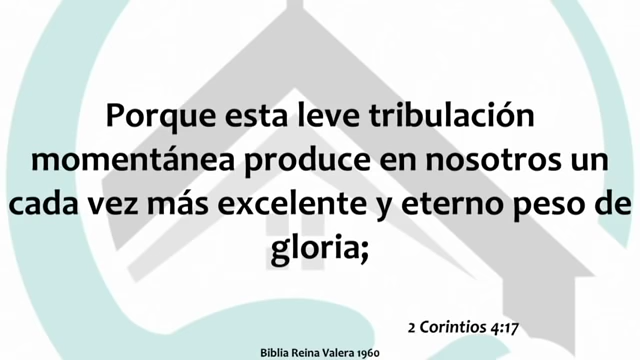 Porque esta leve tribulación
momentánea produce en nosotros un
cada vez más excelente y eterno peso de
gloria;
2 Corintios 4:17
Biblia Reina Valera 1960